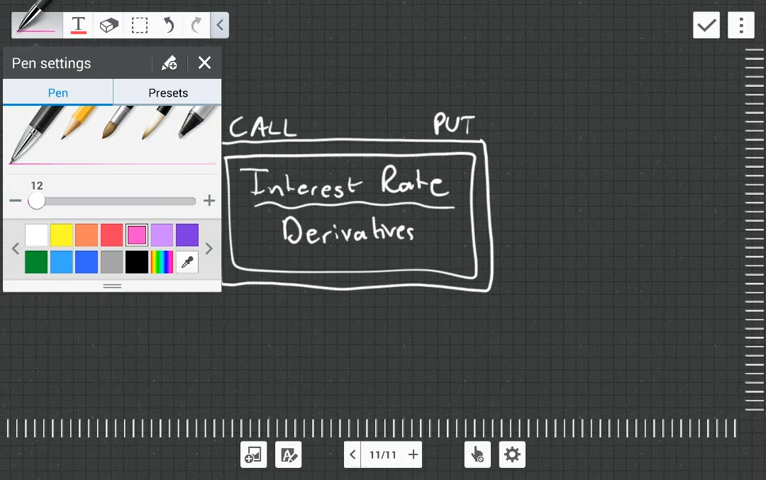 T
Pen settings
Pen Presets
12
CALL PUT
Interest Rate
Derivatives
11/11